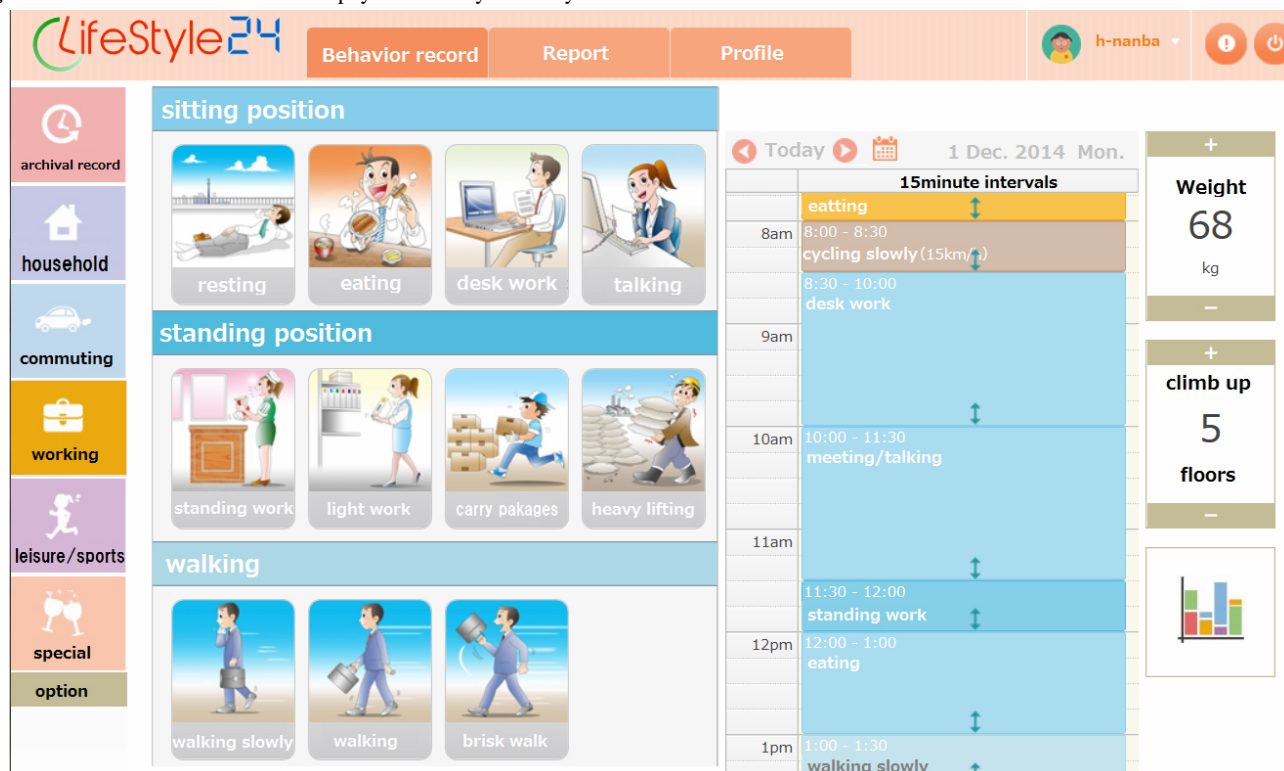 LifeStyle24
Behavior record
Report
Profile
h-nanba
archival record
household
commuting
working
leisure/sports
special
option
sitting position
resting
eating
desk work
talking
standing position
standing work
light work
carry pakages
heavy lifting
walking
walking slowly
walking
brisk walk
Today
1 Dec. 2014 Mon.
15minute intervals
eatting
8am
8:00 - 8:30
cycling slowly(15km/h)
8:30 - 10:00
desk work
9am
10am
10:00 - 11:30
meeting/talking
11am
11:30 - 12:00
standing work
12pm
12:00 - 1:00
eating
1pm
1:00 - 1:30
walking slowly
+
Weight
68
kg
−
+
climb up
5
floors
−